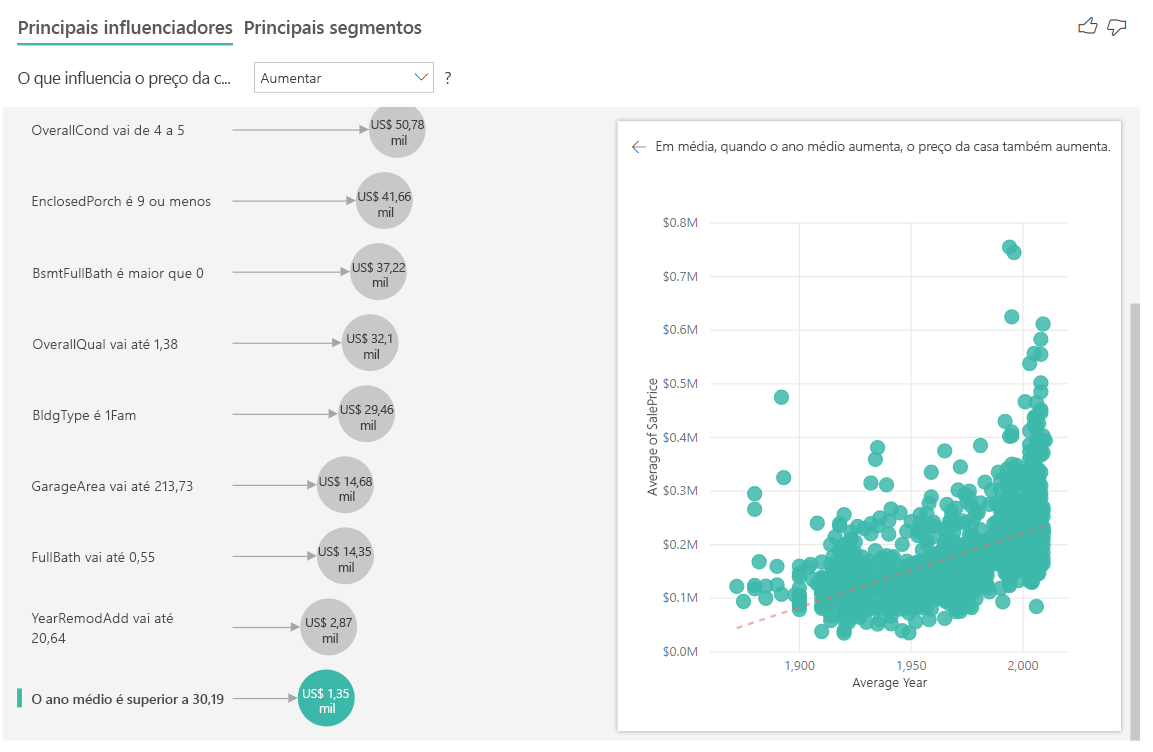 Principais influenciadores Principais segmentos
O que influencia o preço da c... Aumentar ?
OverallCond vai de 4 a 5
US$ 50,78
mil
EnclosedPorch é 9 ou menos
US$ 41,66
mil
BsmtFullBath é maior que 0
US$ 37,22
mil
OverallQual vai até 1,38
US$ 32,1
mil
BldgType é 1Fam
US$ 29,46
mil
GarageArea vai até 213,73
US$ 14,68
mil
FullBath vai até 0,55
US$ 14,35
mil
YearRemodAdd vai até
20,64
US$ 2,87
mil
O ano médio é superior a 30,19
US$ 1,35
mil
Em média, quando o ano médio aumenta, o preço da casa também aumenta.
Average of SalePrice
$0.8M
$0.7M
$0.6M
$0.5M
$0.4M
$0.3M
$0.2M
$0.1M
$0.0M
1,900 1,950 2,000
Average Year